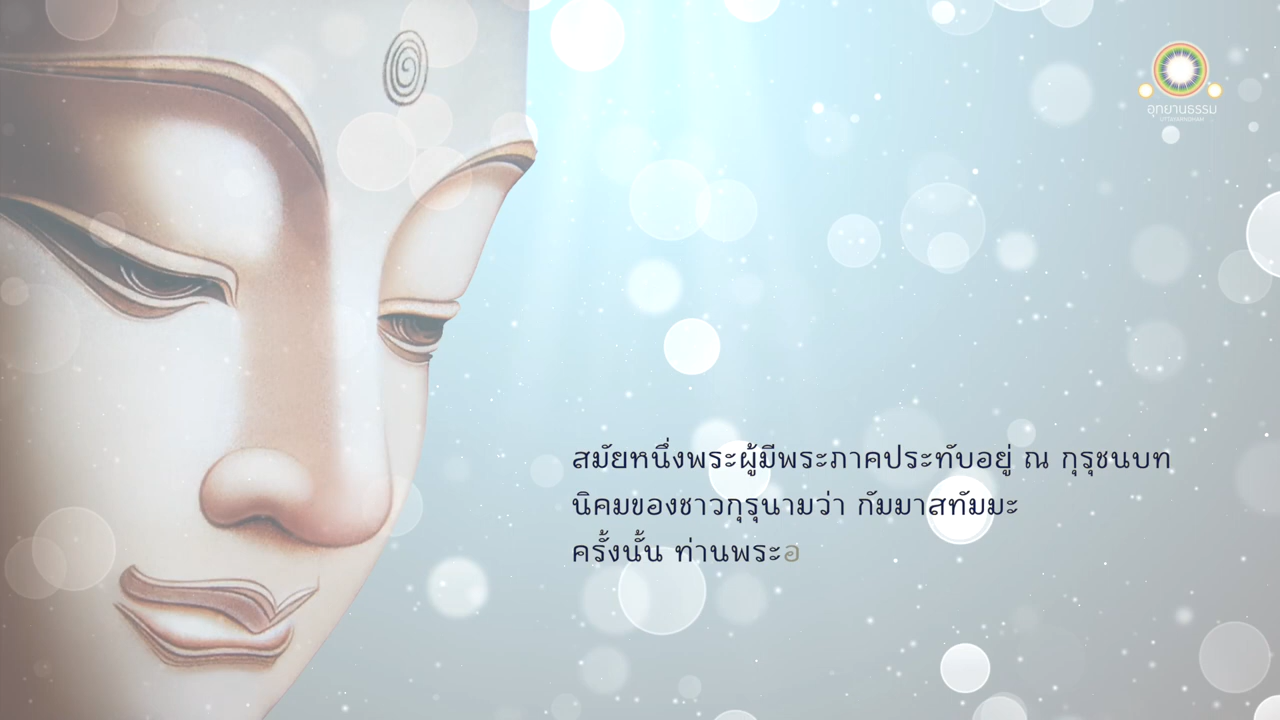 อุทยานธรรม
UTTAYARNDHAM
สมัยหนึ่งพระผู้มีพระภาคประทับอยู่ ณ กุรุชนบท
นิคมของชาวกุรุนามว่า กัมมาสทัมมะ
ครั้งนั้น ท่านพระอ